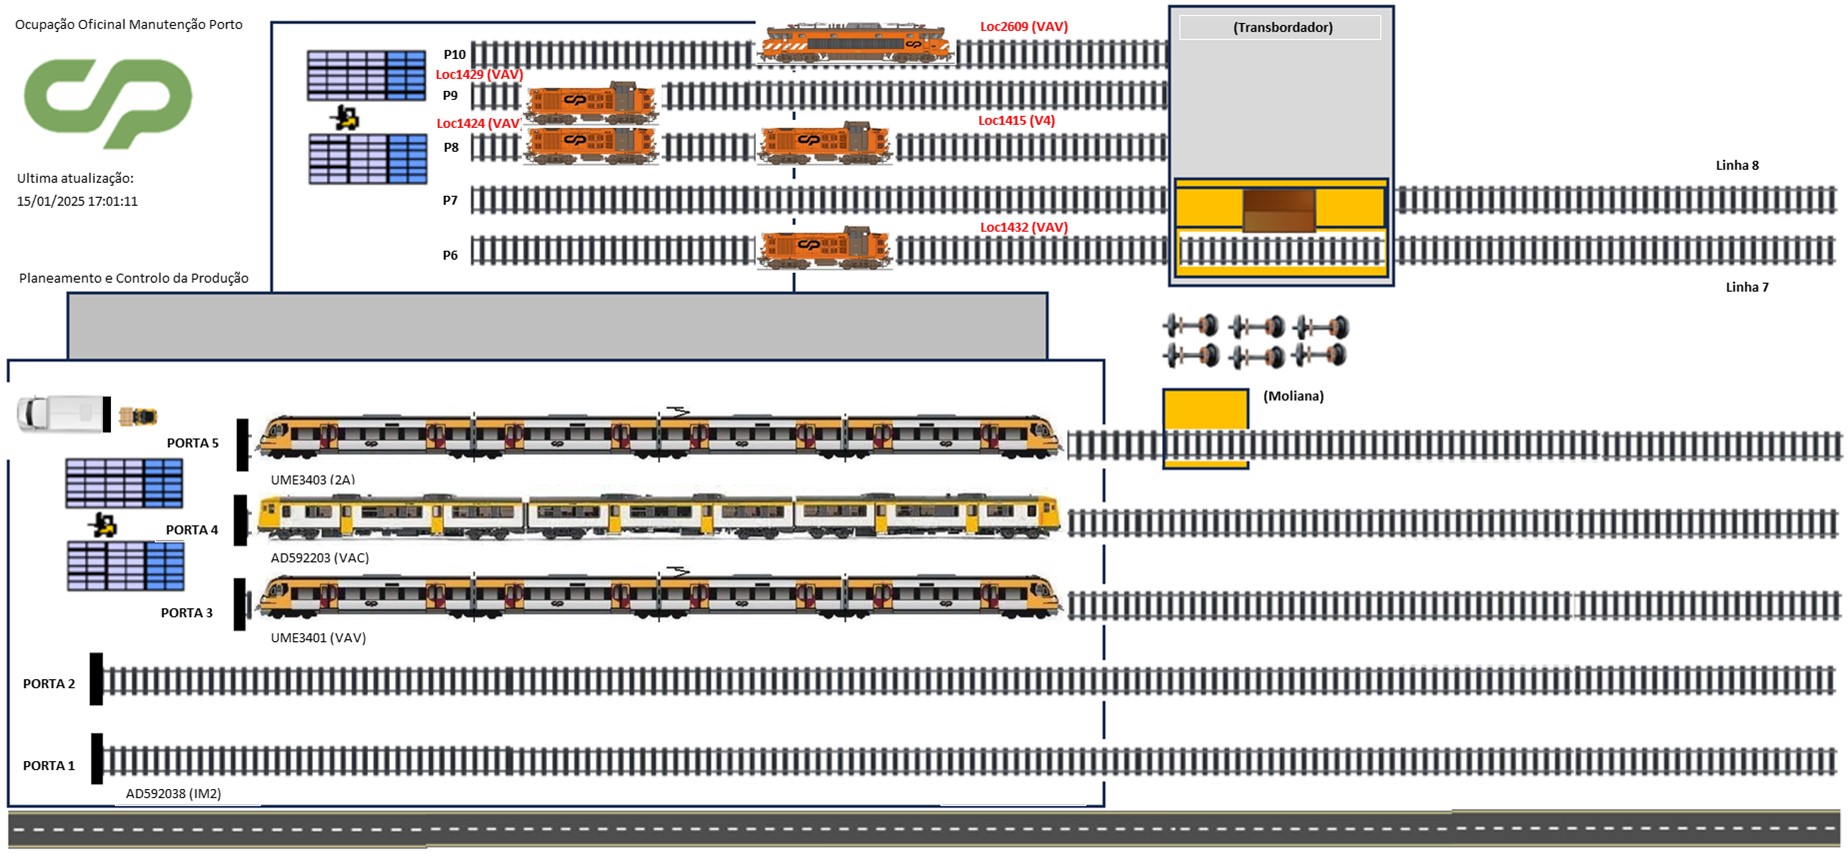 Ocupação Oficinal Manutenção Porto
Ultima atualização:
15/01/2025 17:01:11
Planeamento e Controlo da Produção
P10
Loc2609 (VAV)
Loc1429 (VAV)
P9
Loc1424 (VAV)
Loc1415 (V4)
P8
P7
Loc1432 (VAV)
P6
(Transbordador)
Linha 8
Linha 7
(Moliana)
PORTA 5
UME3403 (2A)
PORTA 4
AD592203 (VAC)
PORTA 3
UME3401 (VAV)
PORTA 2
PORTA 1
AD592038 (IM2)